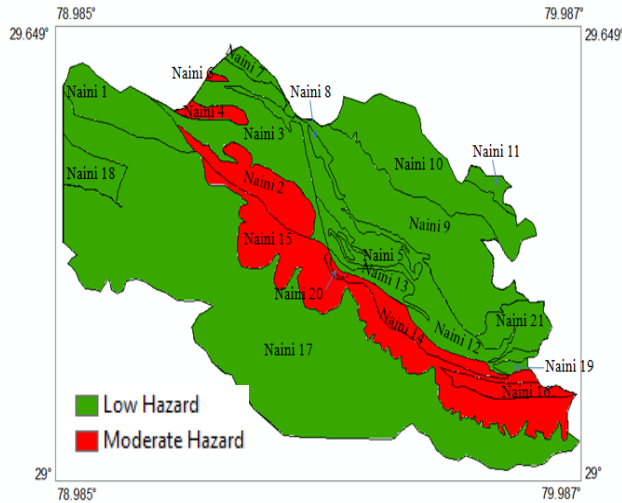 78.985° 79.987°
29.649° 29.649°
Naini 6 Naini 7
Naini 1 Naini 8
Naini 4
Naini 3
Naini 11
Naini 10
Naini 18
Naini 2
Naini 9
Naini 15
Naini 5
Naini 13
Naini 20
Naini 21
Naini 14
Naini 12
Naini 17
Naini 19
Naini 16
Low Hazard
Moderate Hazard
29° 29°
78.985° 79.987°